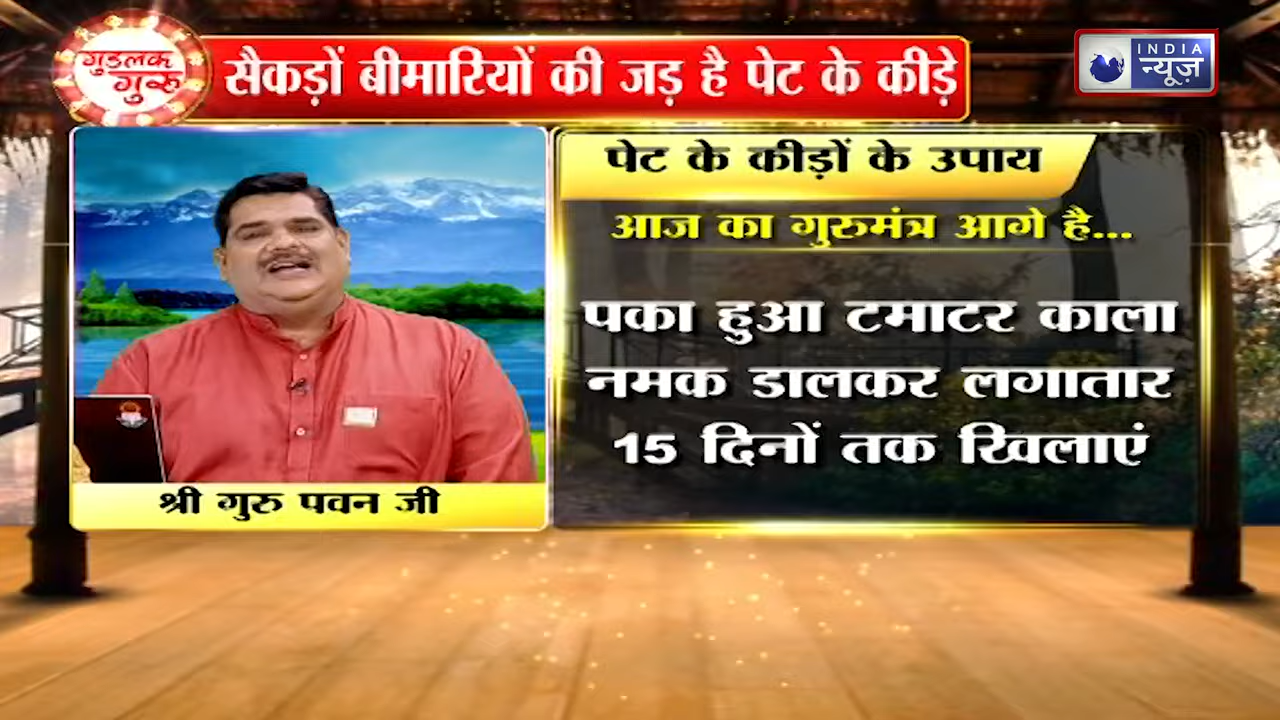 गुडलक
गुरु
सैकड़ों बीमारियों की जड़ है पेट के कीड़े
INDIA
न्यूज़
पेट के कीड़ों के उपाय
आज का गुरुमंत्र आगे है...
पका हुआ टमाटर काला
नमक डालकर लगातार
15 दिनों तक खिलाएं
श्री गुरु पवन जी